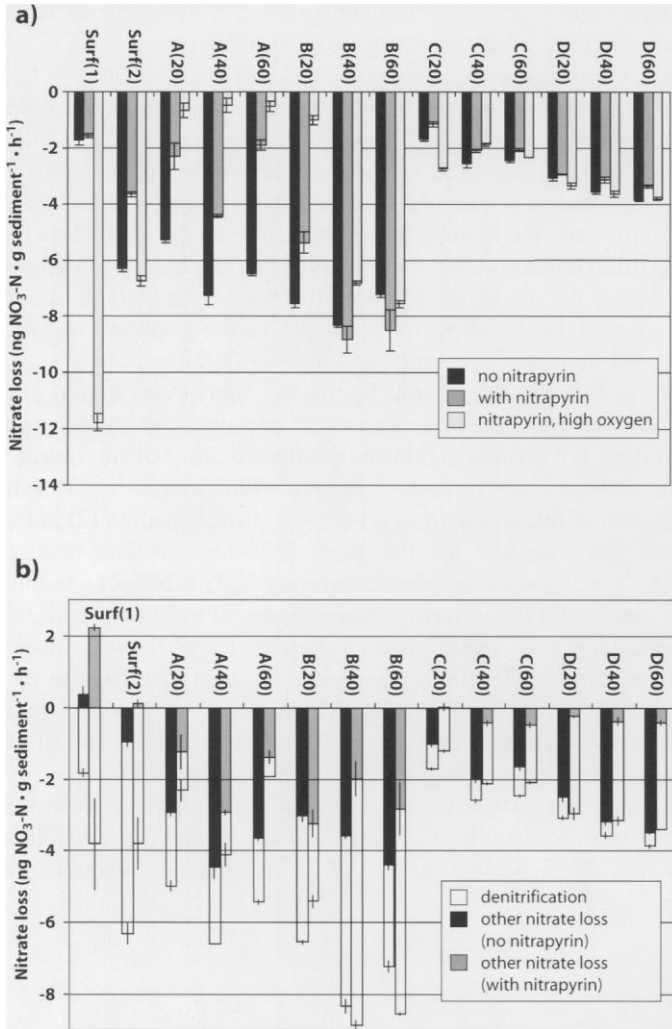 a)
Surf(1)
Surf(2)
A(20)
A(40)
A(60)
B(20)
B(40)
B(60)
C(20)
C(40)
C(60)
D(20)
D(40)
D(60)
0
-2
-4
-6
-8
-10
-12
-14
Nitrate loss (ng NO3-N • g sediment⁻¹ • h⁻¹)
no nitrapyrin
with nitrapyrin
nitrapyrin, high oxygen
b)
Surf(1)
Surf(2)
A(20)
A(40)
A(60)
B(20)
B(40)
B(60)
C(20)
C(40)
C(60)
D(20)
D(40)
D(60)
2
0
-2
-4
-6
-8
Nitrate loss (ng NO3-N • g sediment⁻¹ • h⁻¹)
denitrification
other nitrate loss
(no nitrapyrin)
other nitrate loss
(with nitrapyrin)